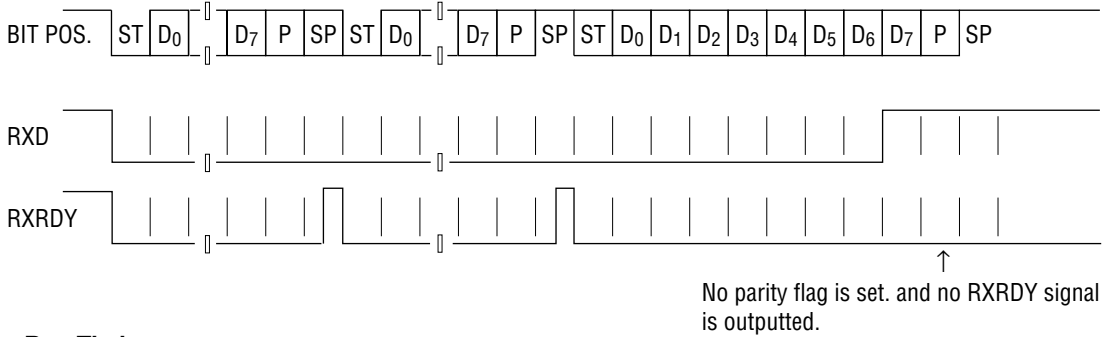 BIT POS. ST D0 D7 P SP ST D0 D7 P SP ST D0 D1 D2 D3 D4 D5 D6 D7 P SP
RXD
RXRDY
↑
No parity flag is set. and no RXRDY signal
is outputted.